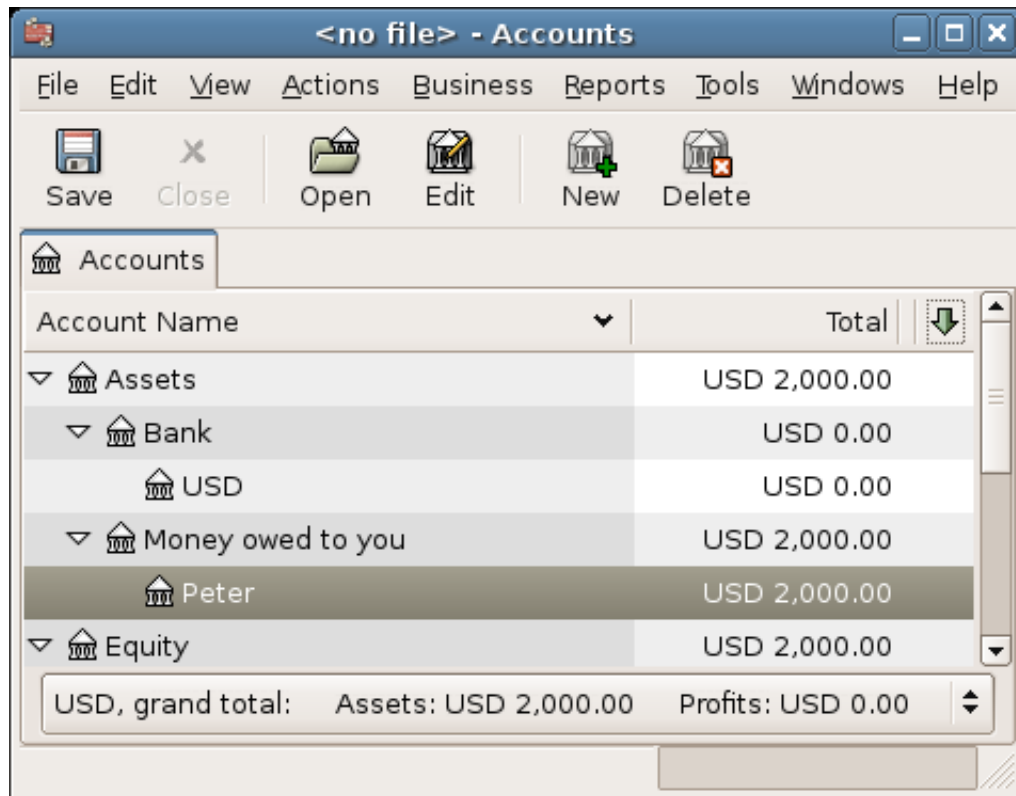 <no file> - Accounts
File Edit View Actions Business Reports Tools Windows Help
Save Close Open Edit New Delete
Accounts
Account Name Total
Assets USD 2,000.00
Bank USD 0.00
USD USD 0.00
Money owed to you USD 2,000.00
Peter USD 2,000.00
Equity USD 2,000.00
USD, grand total: Assets: USD 2,000.00 Profits: USD 0.00